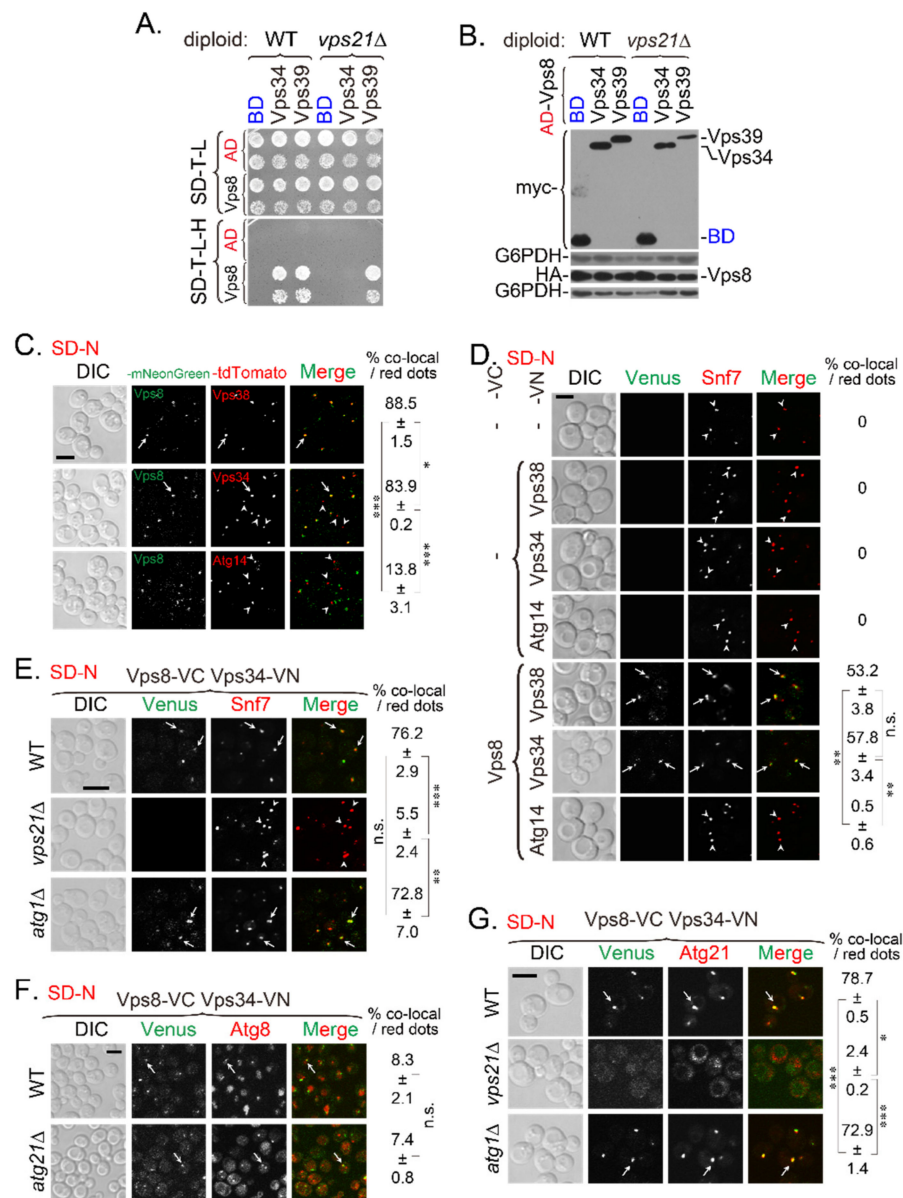 A.
diploid: WT vps21Δ
BD Vps34 Vps39 BD Vps34 Vps39
SD-T-L
AD
Vps8
SD-T-L-H
AD
Vps8
B.
diploid: WT vps21Δ
AD-Vps8
BD Vps34 Vps39 BD Vps34 Vps39
myc-
-Vps39
Vps34
-BD
G6PDH-
HA- -Vps8
G6PDH-
C. SD-N
DIC -mNeonGreen -tdTomato Merge
% co-local
/ red dots
Vps8 Vps38
88.5
±
1.5
Vps8 Vps34
83.9
±
0.2
Vps8 Atg14
13.8
±
3.1
*
***
***
D. SD-N
-VC -VN DIC Venus Snf7 Merge
% co-local
/ red dots
- - 0
- Vps38 0
Vps34 0
Atg14 0
Vps8 Vps38
53.2
±
3.8
Vps34
57.8
±
3.4
Atg14
0.5
±
0.6
n.s.
**
**
E. SD-N
Vps8-VC Vps34-VN
DIC Venus Snf7 Merge
% co-local
/ red dots
WT
76.2
±
2.9
vps21Δ
5.5
±
2.4
atg1Δ
72.8
±
7.0
***
n.s.
**
F. SD-N
Vps8-VC Vps34-VN
DIC Venus Atg8 Merge
% co-local
/ red dots
WT
8.3
±
2.1
atg21Δ
7.4
±
0.8
n.s.
G. SD-N
Vps8-VC Vps34-VN
DIC Venus Atg21 Merge
% co-local
/ red dots
WT
78.7
±
0.5
vps21Δ
2.4
±
0.2
atg1Δ
72.9
±
1.4
*
***
***